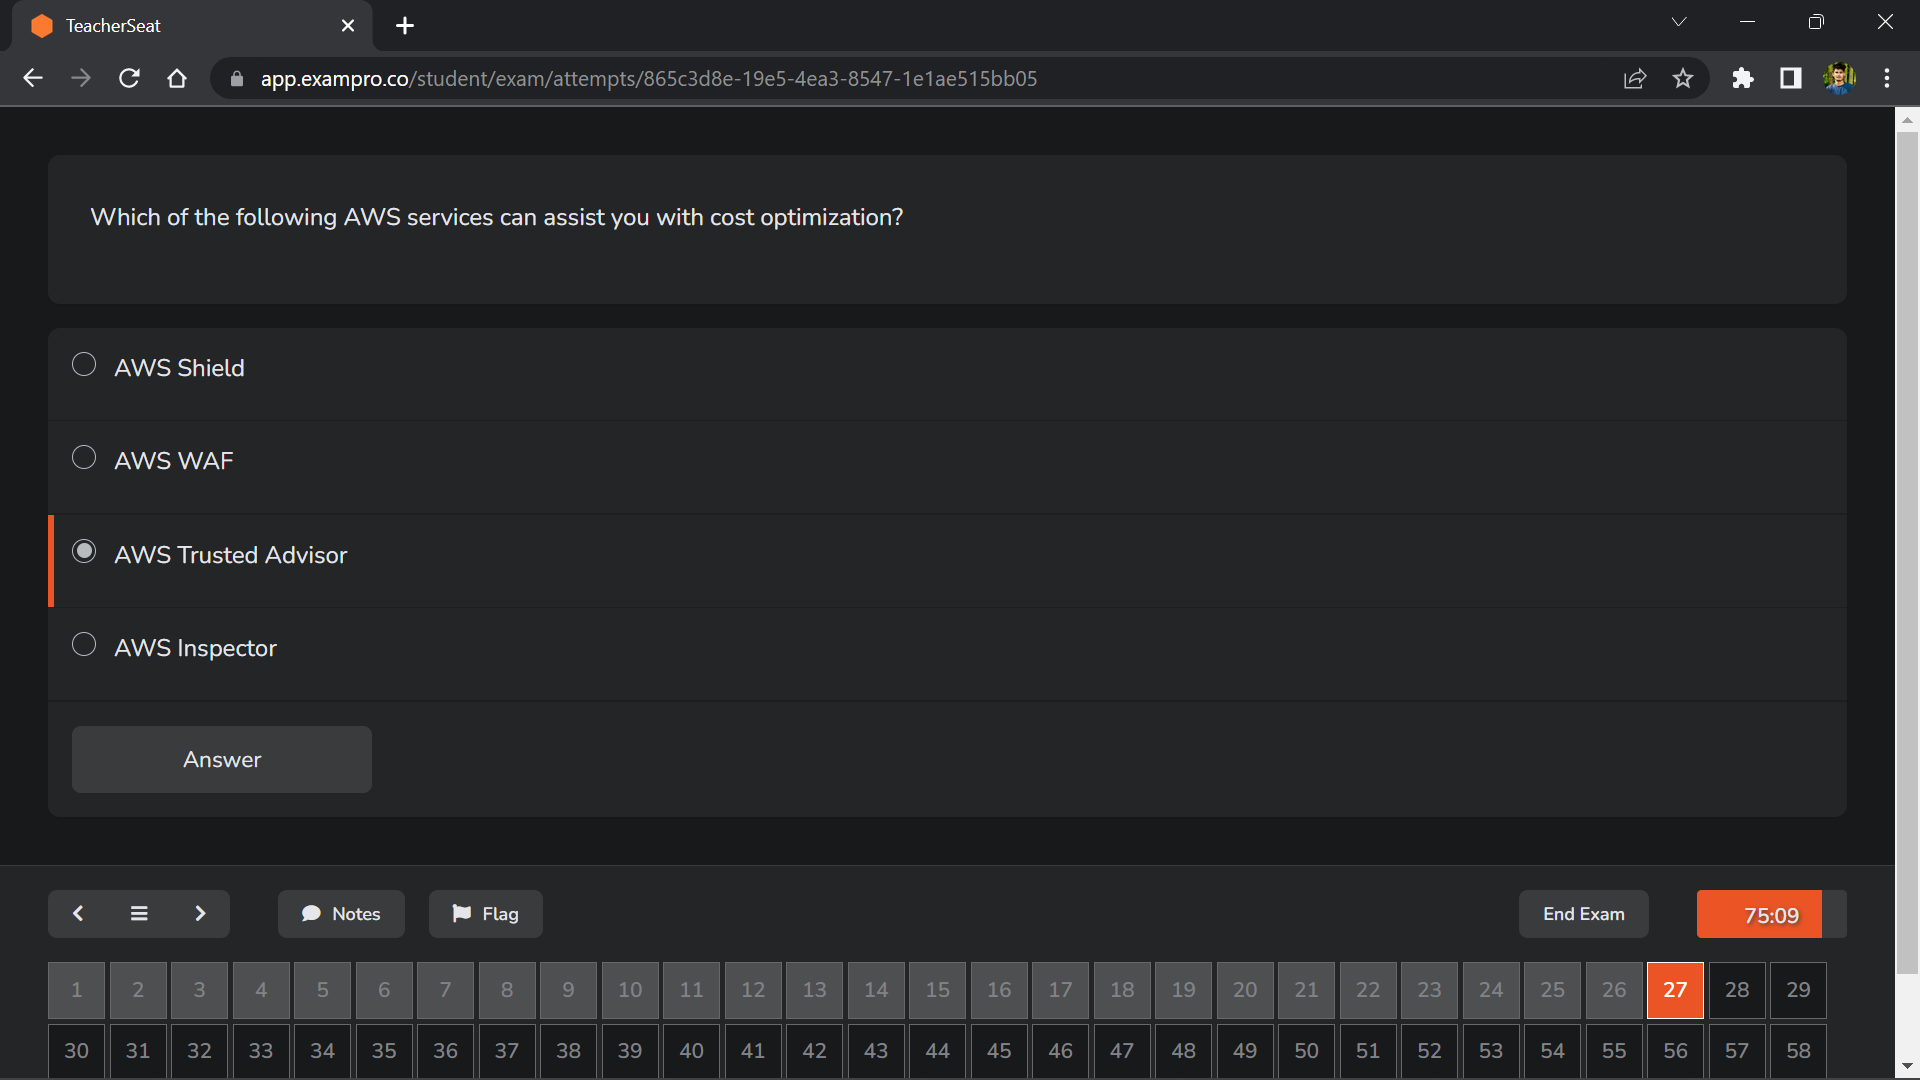 TeacherSeat
app.exampro.co/student/exam/attempts/865c3d8e-19e5-4ea3-8547-1e1ae515bb05
Which of the following AWS services can assist you with cost optimization?
AWS Shield
AWS WAF
AWS Trusted Advisor
AWS Inspector
Answer
Notes Flag End Exam 75:09
1 2 3 4 5 6 7 8 9 10 11 12 13 14 15 16 17 18 19 20 21 22 23 24 25 26 27 28 29
30 31 32 33 34 35 36 37 38 39 40 41 42 43 44 45 46 47 48 49 50 51 52 53 54 55 56 57 58